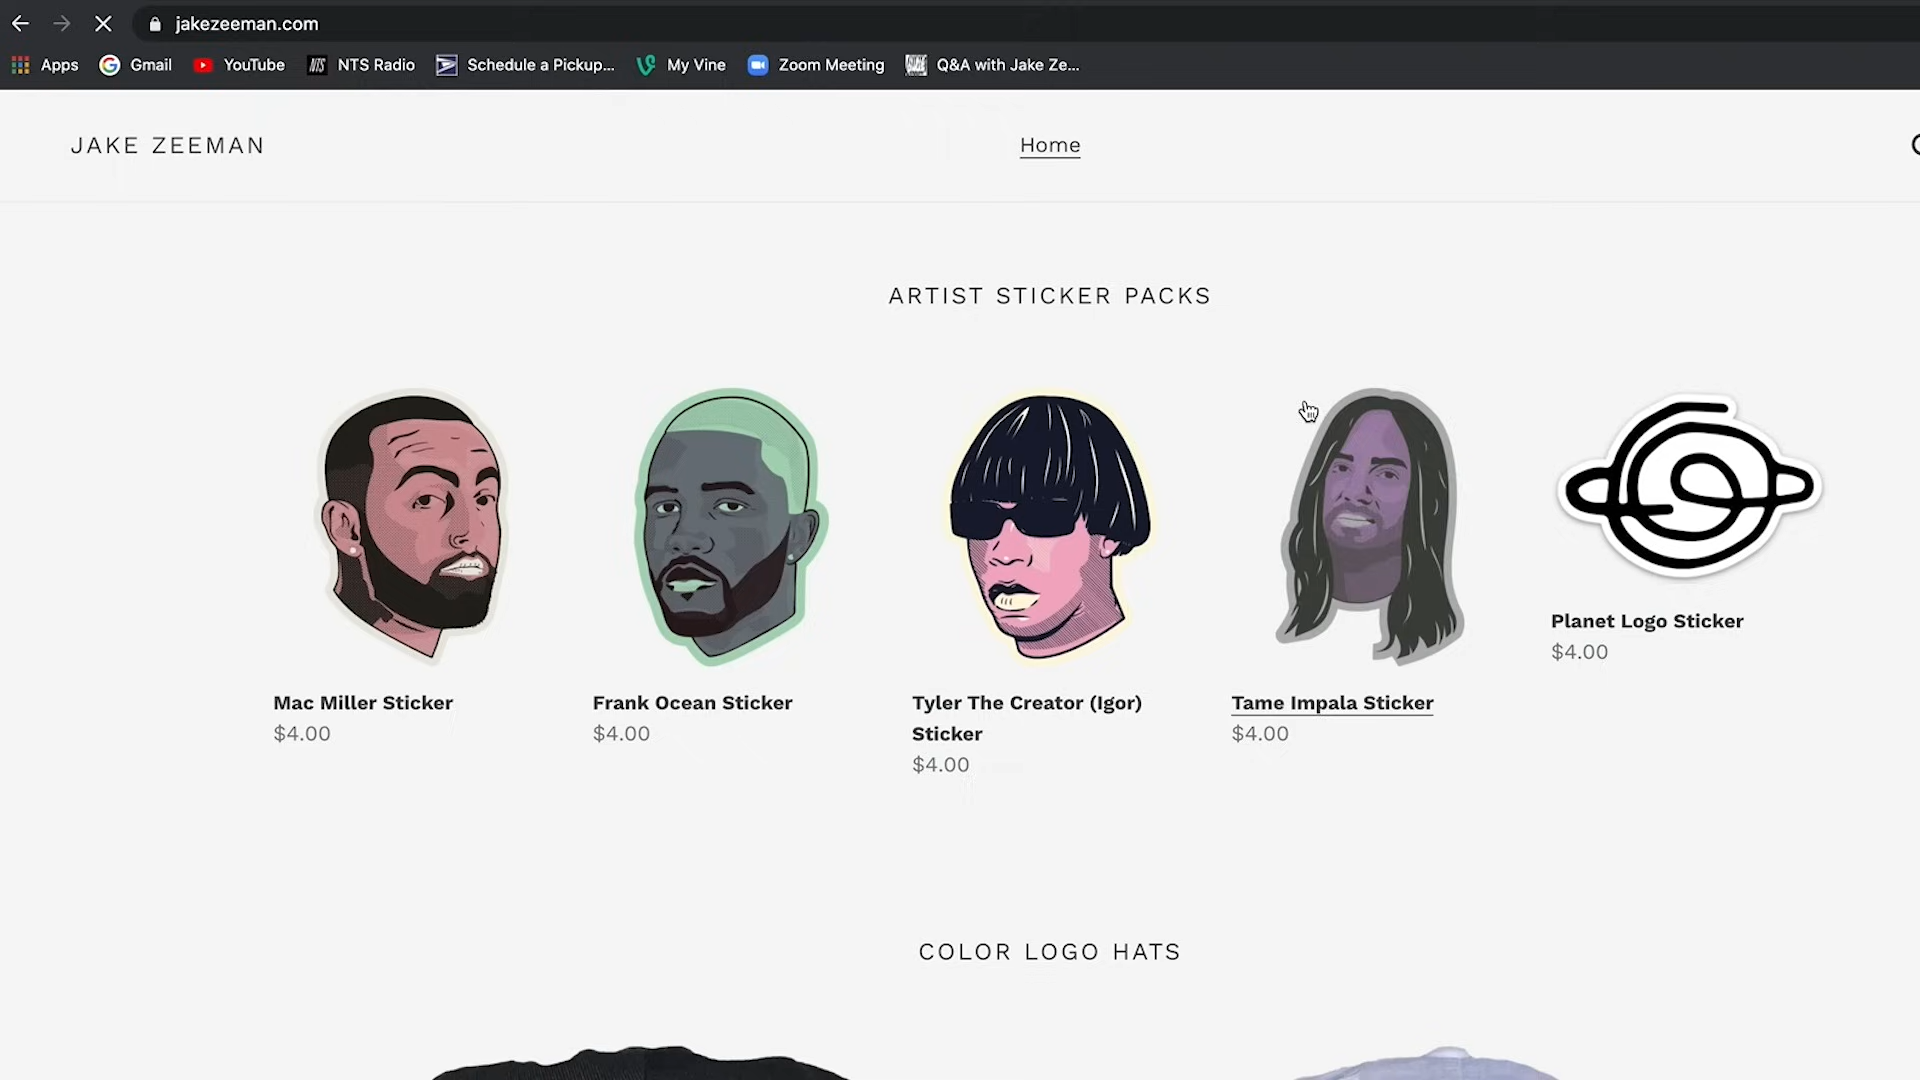 jakezeeman.com
Apps Gmail YouTube NTS NTS Radio Schedule a Pickup... My Vine Zoom Meeting Q&A with Jake Ze...
JAKE ZEEMAN
Home
ARTIST STICKER PACKS
Mac Miller Sticker
$4.00
Frank Ocean Sticker
$4.00
Tyler The Creator (Igor)
Sticker
$4.00
Tame Impala Sticker
$4.00
Planet Logo Sticker
$4.00
COLOR LOGO HATS